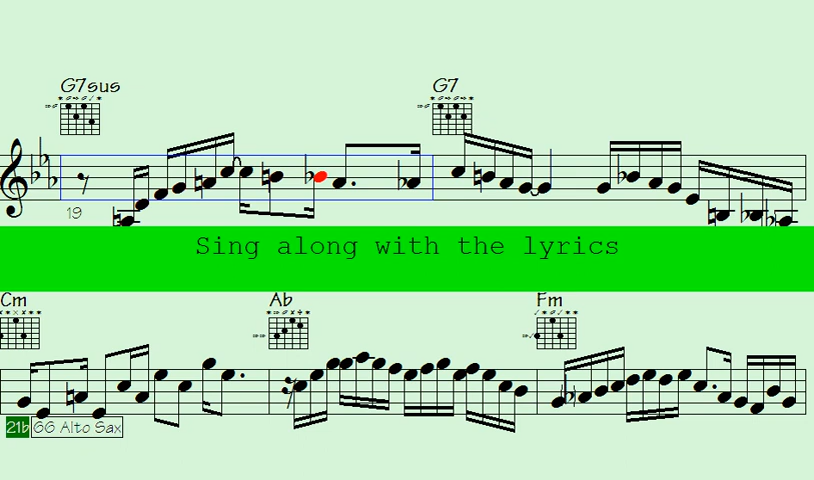 G7sus G7
19
Sing along with the lyrics
Cm Ab Fm
21b 66 Alto Sax